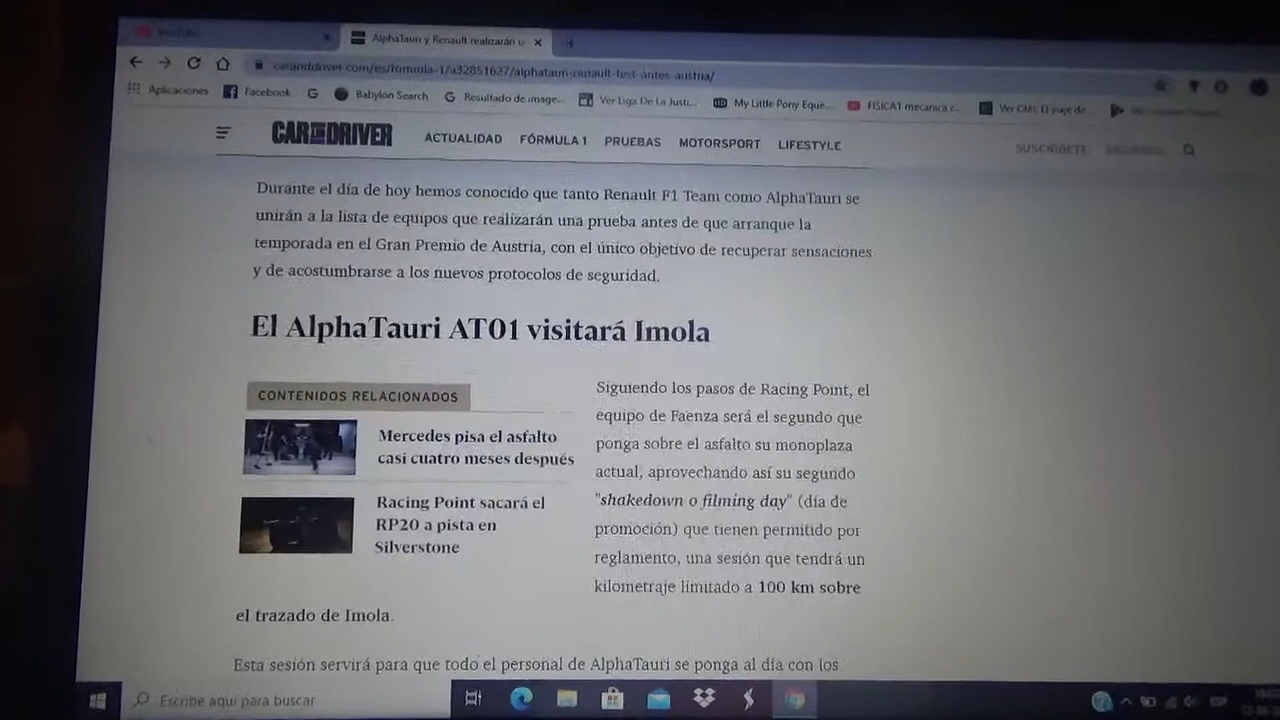 AlphaTauri y Renault realizarán u
caranddriver.com/es/formula-1/a32851627/alphatauri-renault-test-antes-austria/
Aplicaciones
Facebook
Babylon Search
Resultado de image...
Ver Liga De La Justi...
My Little Pony Eque...
FISICA1 mecanica c...
Ver Olé! El viaje de
CAR AND DRIVER
ACTUALIDAD
FÓRMULA 1
PRUEBAS
MOTORSPORT
LIFESTYLE
SUSCRÍBETE
Durante el día de hoy hemos conocido que tanto Renault F1 Team como AlphaTauri se
unirán a la lista de equipos que realizarán una prueba antes de que arranque la
temporada en el Gran Premio de Austria, con el único objetivo de recuperar sensaciones
y de acostumbrarse a los nuevos protocolos de seguridad.
El AlphaTauri AT01 visitará Imola
CONTENIDOS RELACIONADOS
Mercedes pisa el asfalto
casi cuatro meses después
Racing Point sacará el
RP20 a pista en
Silverstone
Siguiendo los pasos de Racing Point, el
equipo de Faenza será el segundo que
ponga sobre el asfalto su monoplaza
actual, aprovechando así su segundo
"shakedown o filming day" (día de
promoción) que tienen permitido por
reglamento, una sesión que tendrá un
kilometraje limitado a 100 km sobre
el trazado de Imola.
Esta sesión servirá para que todo el personal de AlphaTauri se ponga al día con los
Escribe aquí para buscar